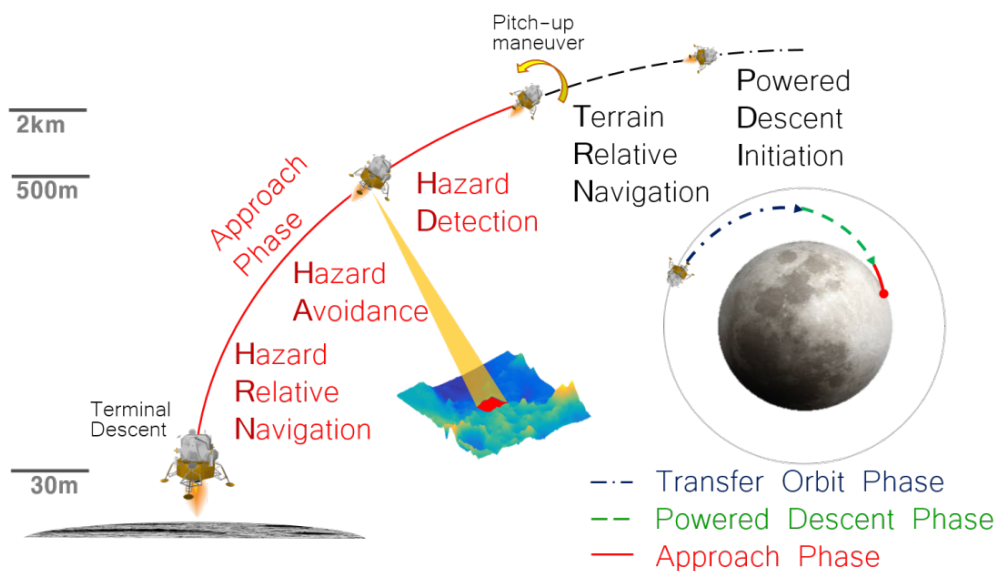 Pitch-up
maneuver
2km
500m
30m
Powered
Descent
Initiation
Terrain
Relative
Navigation
Hazard
Detection
Approach
Phase
Hazard
Avoidance
Hazard
Relative
Navigation
Terminal
Descent
Transfer Orbit Phase
Powered Descent Phase
Approach Phase